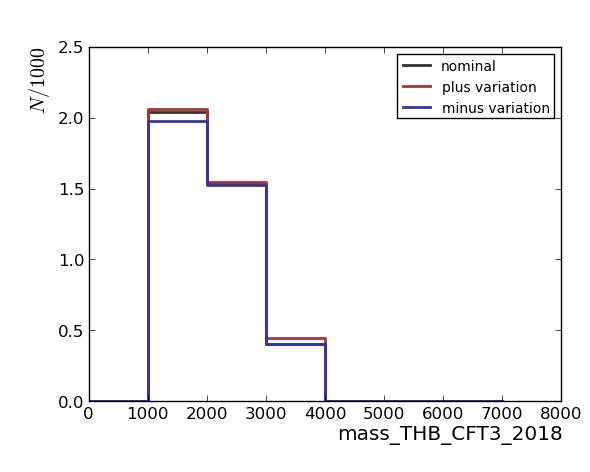 N/1000
2.5
2.0
1.5
1.0
0.5
0.0
nominal
plus variation
minus variation
0 1000 2000 3000 4000 5000 6000 7000 8000
mass_THB_CFT3_2018